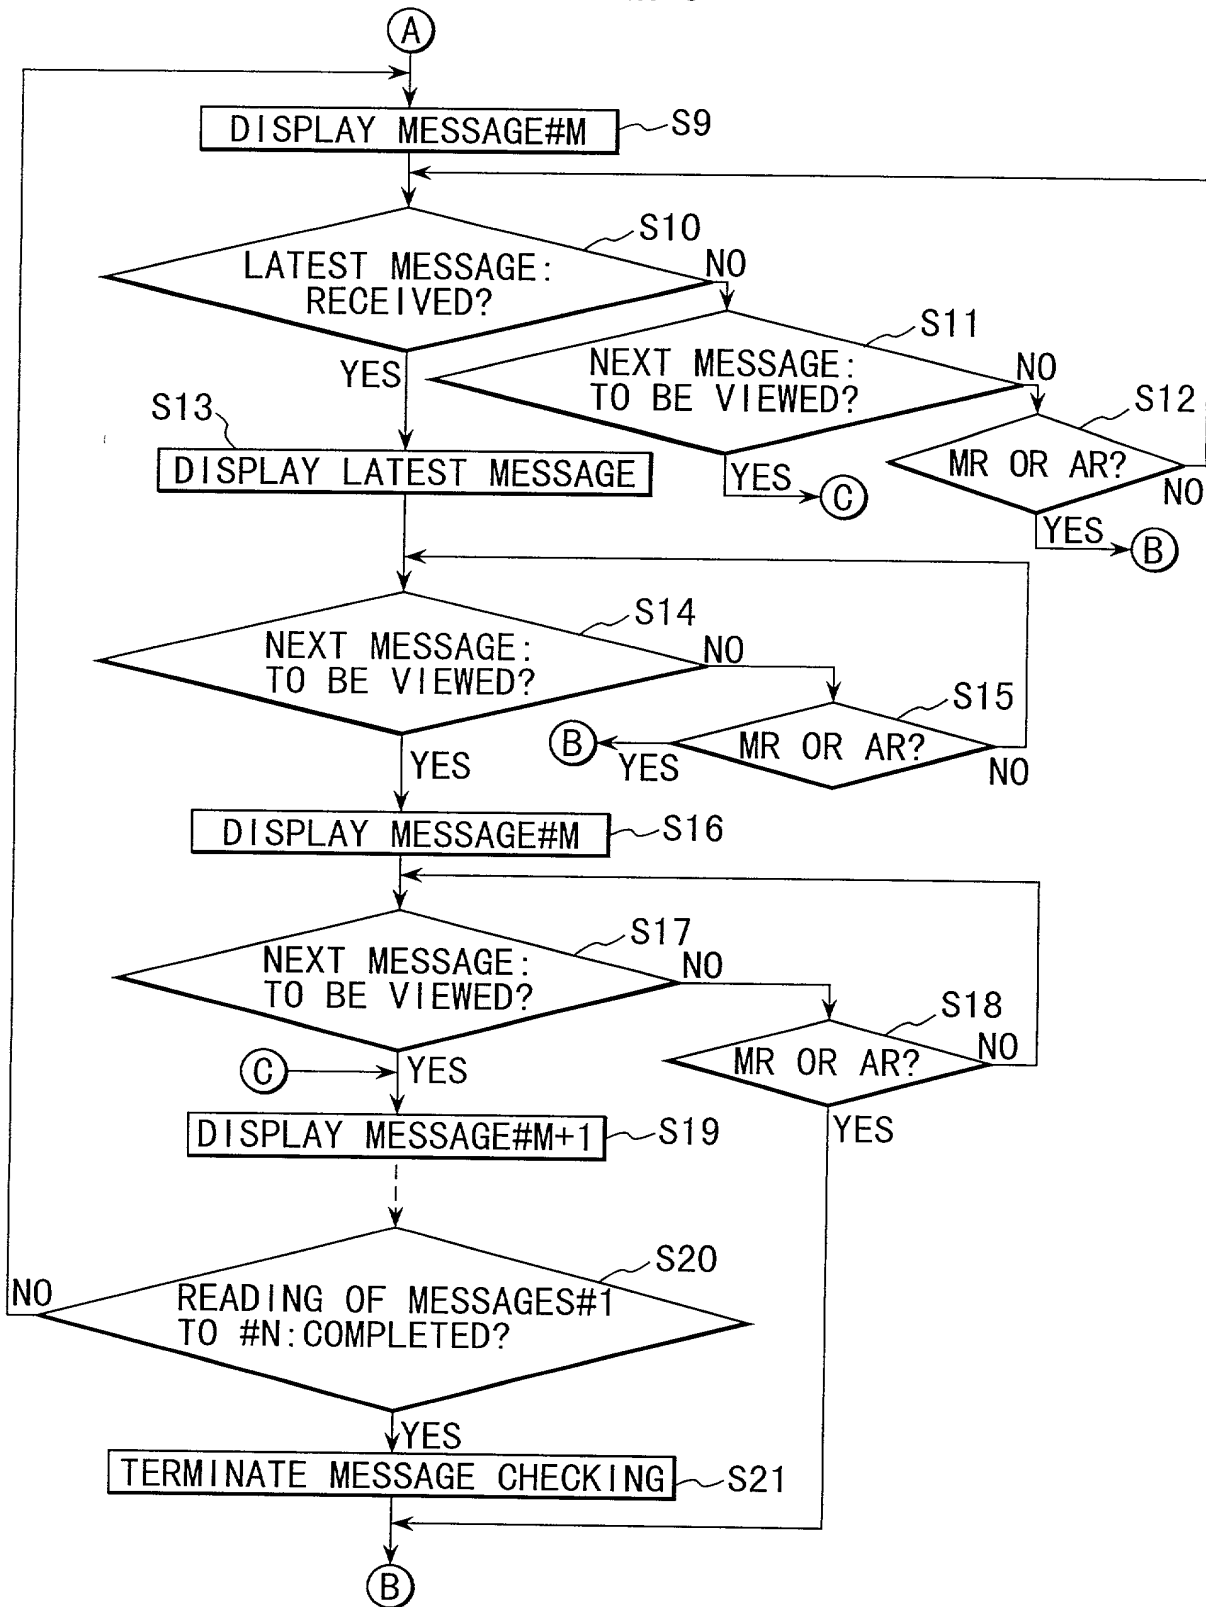 A
DISPLAY MESSAGE#M
S9
S10
LATEST MESSAGE:
RECEIVED?
NO
YES
S11
NEXT MESSAGE:
TO BE VIEWED?
NO
YES
C
S12
MR OR AR?
NO
YES
B
S13
DISPLAY LATEST MESSAGE
S14
NEXT MESSAGE:
TO BE VIEWED?
NO
YES
S15
MR OR AR?
YES
NO
B
DISPLAY MESSAGE#M
S16
S17
NEXT MESSAGE:
TO BE VIEWED?
NO
YES
S18
MR OR AR?
NO
YES
C
DISPLAY MESSAGE#M+1
S19
S20
READING OF MESSAGES#1
TO #N:COMPLETED?
NO
YES
TERMINATE MESSAGE CHECKING
S21
B